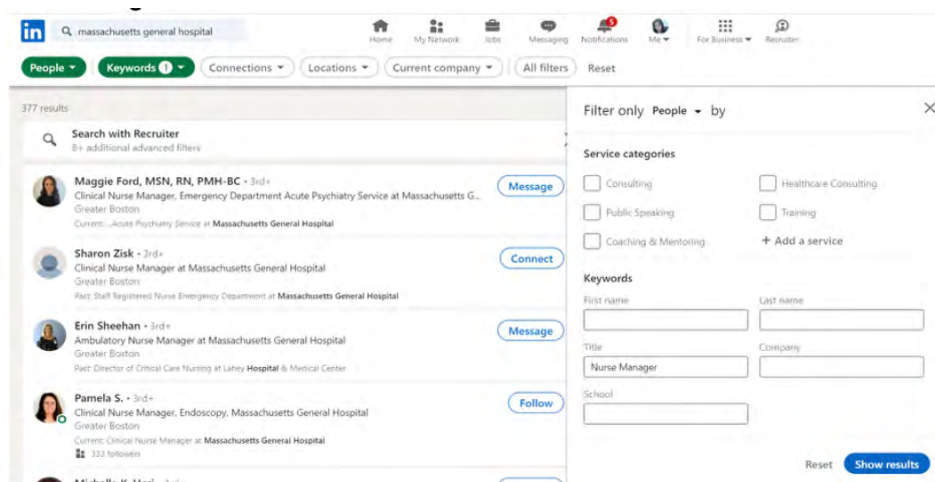 in
massachusetts general hospital
Home
My Network
Jobs
Messaging
5
Notifications
Me
For Business
Recruiter
People
Keywords 1
Connections
Locations
Current company
All filters
Reset
377 results
Search with Recruiter
8+ additional advanced filters
Maggie Ford, MSN, RN, PMH-BC • 3rd+
Clinical Nurse Manager, Emergency Department Acute Psychiatry Service at Massachusetts G...
Greater Boston
Current: ...Acute Psychiatry Service at Massachusetts General Hospital
Message
Sharon Zisk • 3rd+
Clinical Nurse Manager at Massachusetts General Hospital
Greater Boston
Past: Staff Registered Nurse Emergency Department at Massachusetts General Hospital
Connect
Erin Sheehan • 3rd+
Ambulatory Nurse Manager at Massachusetts General Hospital
Greater Boston
Past: Director of Critical Care Nursing at Lahey Hospital & Medical Center
Message
Pamela S. • 3rd+
Clinical Nurse Manager, Endoscopy, Massachusetts General Hospital
Greater Boston
Current: Clinical Nurse Manager at Massachusetts General Hospital
333 followers
Follow
Filter only People by
Service categories
Consulting
Healthcare Consulting
Public Speaking
Training
Coaching & Mentoring
+ Add a service
Keywords
First name
Last name
Title
Company
Nurse Manager
School
Reset
Show results